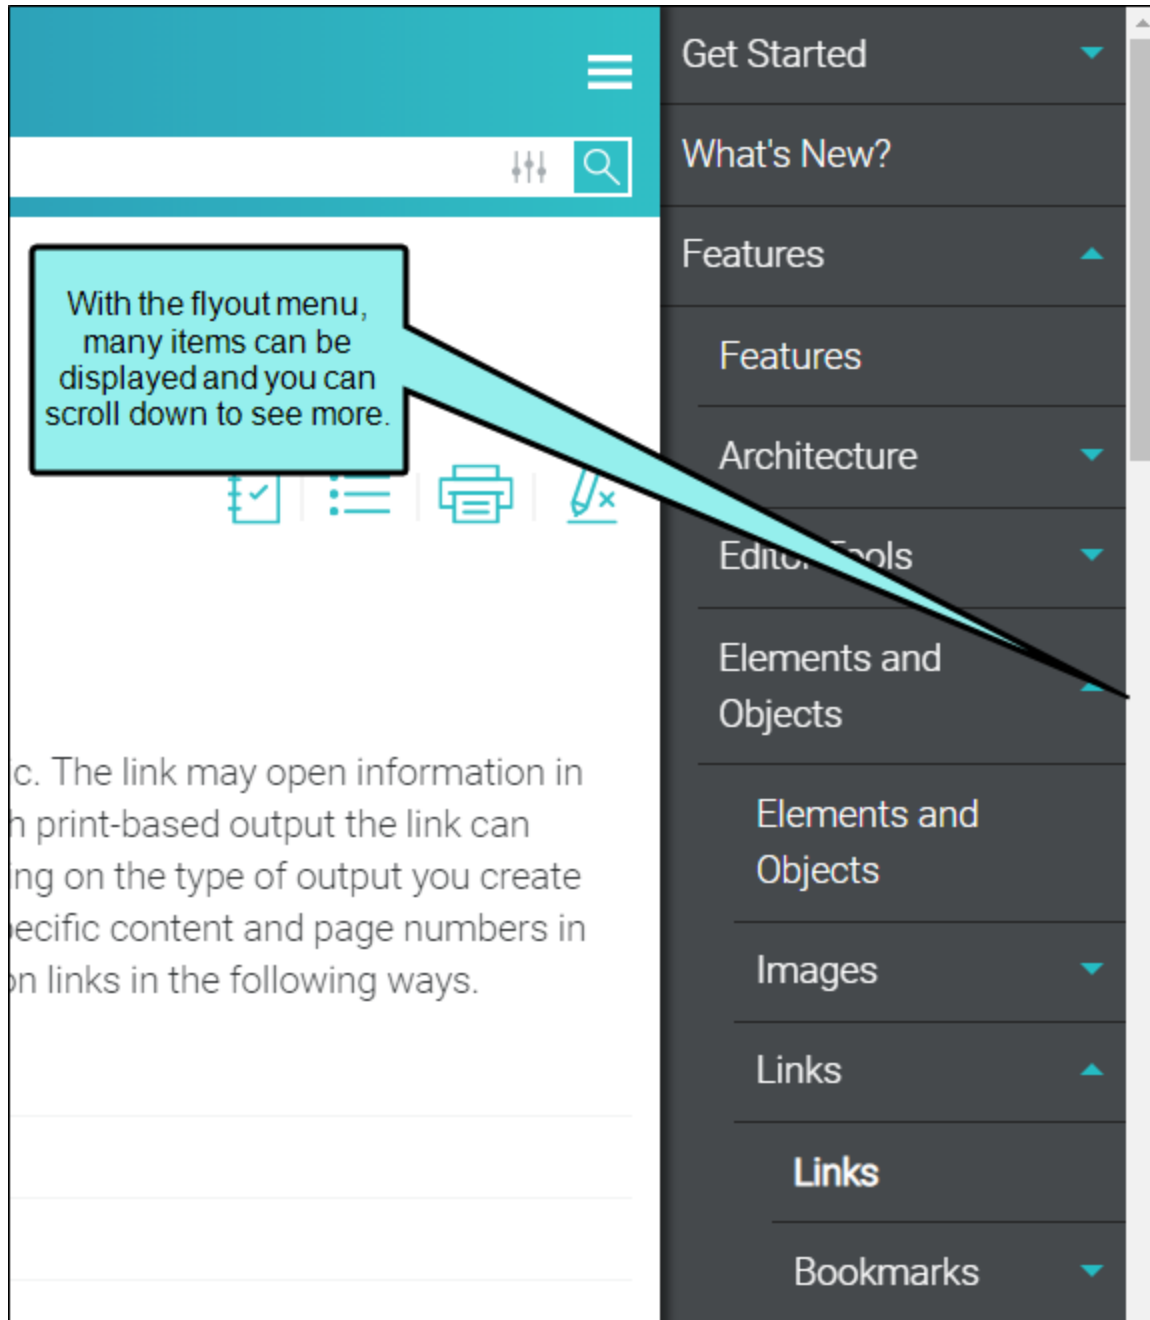 Get Started
What's New?
Features
Features
Architecture
Editor Tools
Elements and
Objects
Elements and
Objects
Images
Links
Links
Bookmarks
With the flyout menu,
many items can be
displayed and you can
scroll down to see more.
c. The link may open information in
print-based output the link can
ing on the type of output you create
ecific content and page numbers in
on links in the following ways.